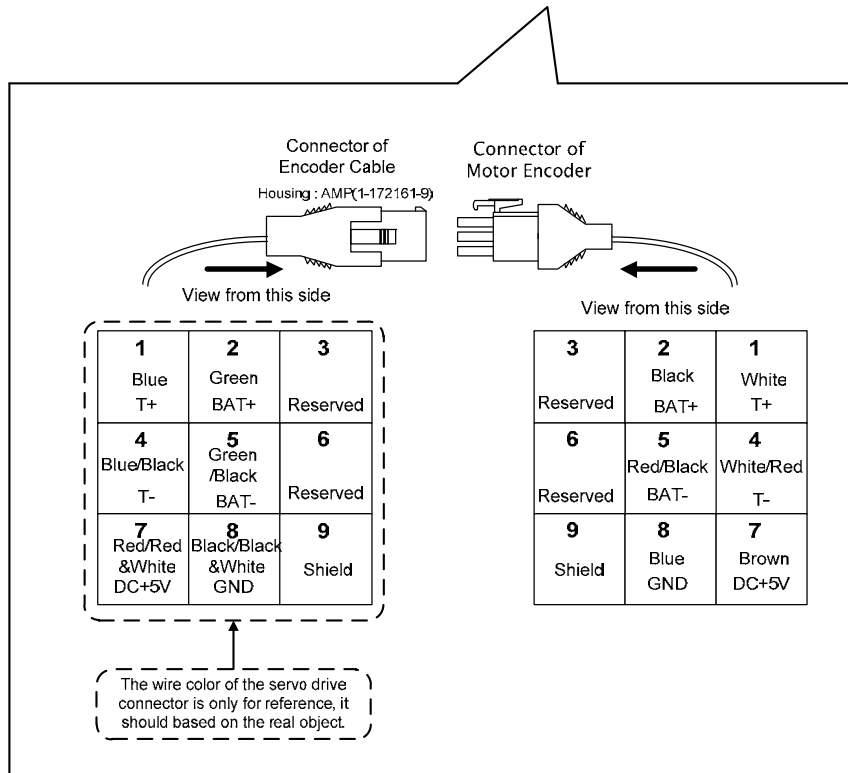 Connector of
Encoder Cable
Housing : AMP(1-172161-9)
View from this side
Connector of
Motor Encoder
View from this side
1
Blue
T+
2
Green
BAT+
3
Reserved
4
Blue/Black
T-
5
Green
/Black
BAT-
6
Reserved
7
Red/Red
&White
DC+5V
8
Black/Black
&White
GND
9
Shield
The wire color of the servo drive
connector is only for reference, it
should based on the real object.
3
Reserved
2
Black
BAT+
1
White
T+
6
Reserved
5
Red/Black
BAT-
4
White/Red
T-
9
Shield
8
Blue
GND
7
Brown
DC+5V